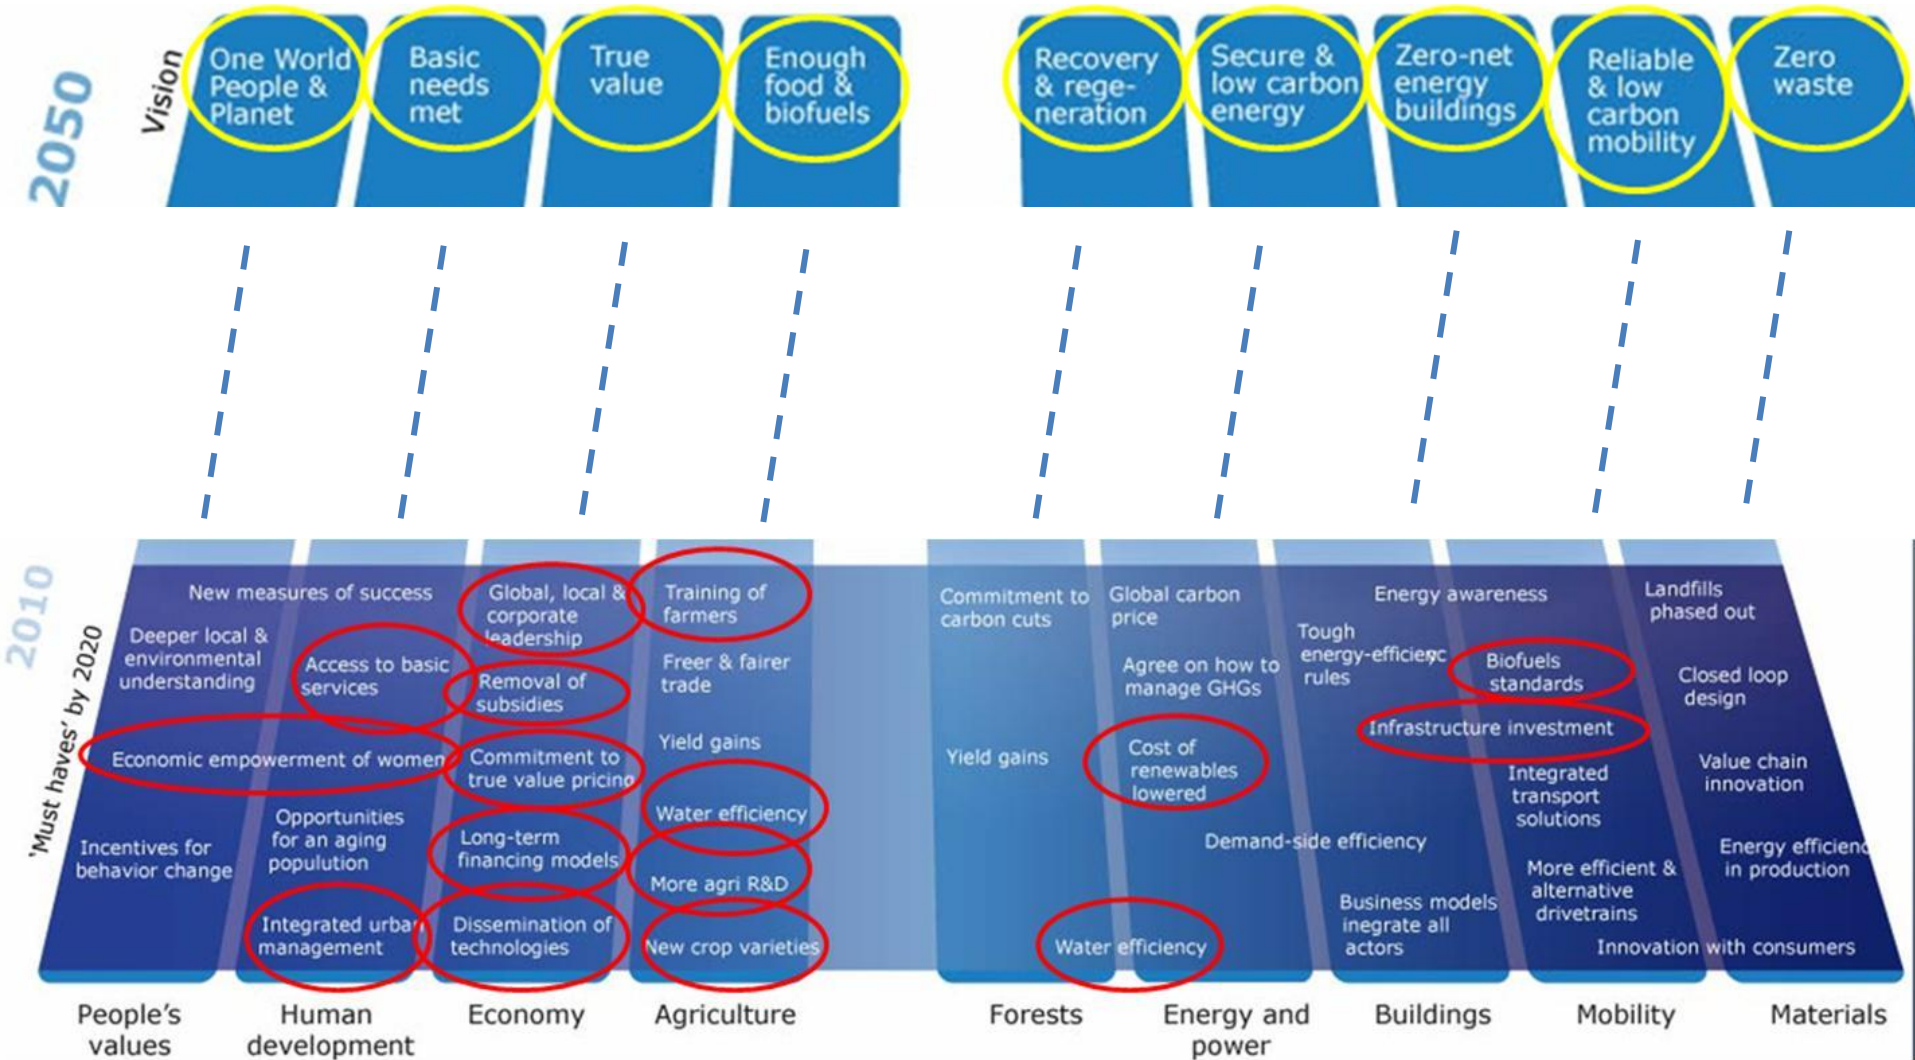 2050
Vision
One World
People &
Planet
Basic
needs
met
True
value
Enough
food &
biofuels
Recovery
& rege-
neration
Secure &
low carbon
energy
Zero-net
energy
buildings
Reliable
& low
carbon
mobility
Zero
waste
2010
'Must haves' by 2020
New measures of success
Deeper local &
environmental
understanding
Economic empowerment of women
Incentives for
behavior change
Access to basic
services
Opportunities
for an aging
populution
Integrated urban
management
Global, local &
corporate
leadership
Removal of
subsidies
Commitment to
true value pricing
Long-term
financing models
Dissemination of
technologies
Training of
farmers
Freer & fairer
trade
Yield gains
Water efficiency
More agri R&D
New crop varieties
Commitment to
carbon cuts
Yield gains
Water efficiency
Global carbon
price
Agree on how to
manage GHGs
Cost of
renewables
lowered
Demand-side efficiency
Energy awareness
Tough
energy-efficienc
rules
Business models
inegrate all
actors
Biofuels
standards
Infrastructure investment
Integrated
transport
solutions
More efficient &
alternative
drivetrains
Innovation with consumers
Landfills
phased out
Closed loop
design
Value chain
innovation
Energy efficienc
in production
People's
values
Human
development
Economy
Agriculture
Forests
Energy and
power
Buildings
Mobility
Materials